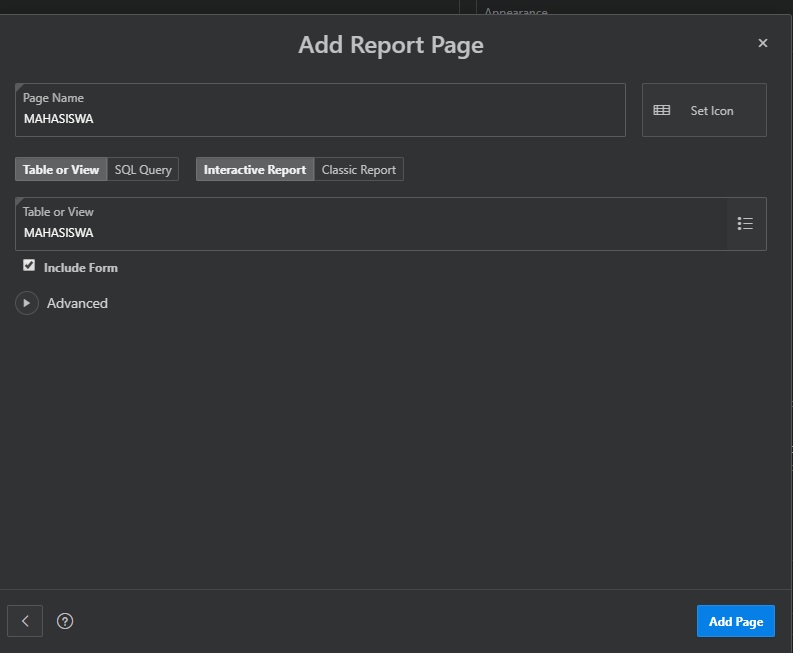 Appearance
Add Report Page
Page Name
MAHASISWA
Set Icon
Table or View SQL Query Interactive Report Classic Report
Table or View
MAHASISWA
Include Form
Advanced
Add Page